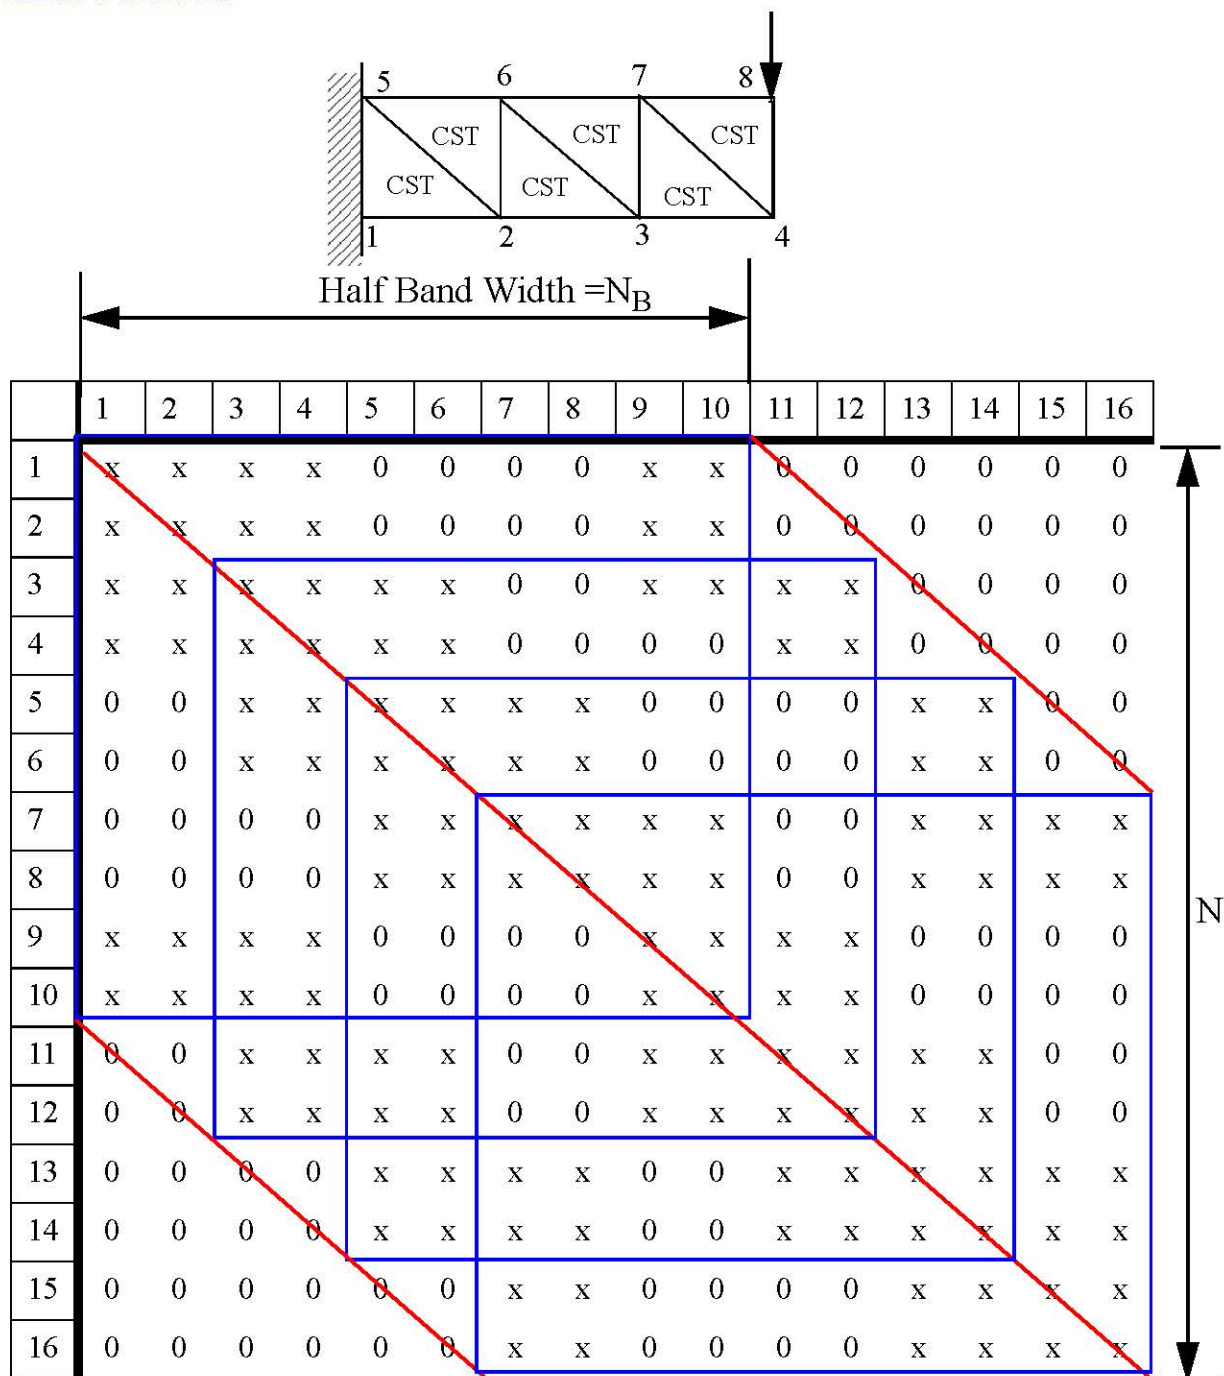 5 6 7 8
CST CST CST
CST CST CST
1 2 3 4
Half Band Width =N_B
1 2 3 4 5 6 7 8 9 10 11 12 13 14 15 16
1 x x x x 0 0 0 0 x x 0 0 0 0 0 0
2 x x x x 0 0 0 0 x x 0 0 0 0 0 0
3 x x x x x x 0 0 x x x x 0 0 0 0
4 x x x x x x 0 0 0 0 x x 0 0 0 0
5 0 0 x x x x x x 0 0 0 0 x x 0 0
6 0 0 x x x x x x 0 0 0 0 x x 0 0
7 0 0 0 0 x x x x x x 0 0 x x x x
8 0 0 0 0 x x x x x x 0 0 x x x x
9 x x x x 0 0 0 0 x x x x 0 0 0 0
N
10 x x x x 0 0 0 0 x x x x 0 0 0 0
11 0 0 x x x x 0 0 x x x x x x 0 0
12 0 0 x x x x 0 0 x x x x x x 0 0
13 0 0 0 0 x x x x 0 0 x x x x x x
14 0 0 0 0 x x x x 0 0 x x x x x x
15 0 0 0 0 0 0 x x 0 0 0 0 x x x x
16 0 0 0 0 0 0 x x 0 0 0 0 x x x x